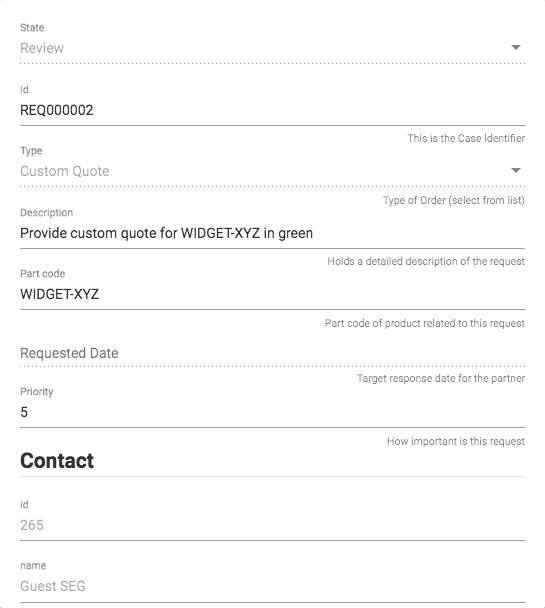 State
Review
Id
REQ000002
This is the Case Identifier
Type
Custom Quote
Type of Order (select from list)
Description
Provide custom quote for WIDGET-XYZ in green
Holds a detailed description of the request
Part code
WIDGET-XYZ
Part code of product related to this request
Requested Date
Target response date for the partner
Priority
5
How important is this request
Contact
id
265
name
Guest SEG